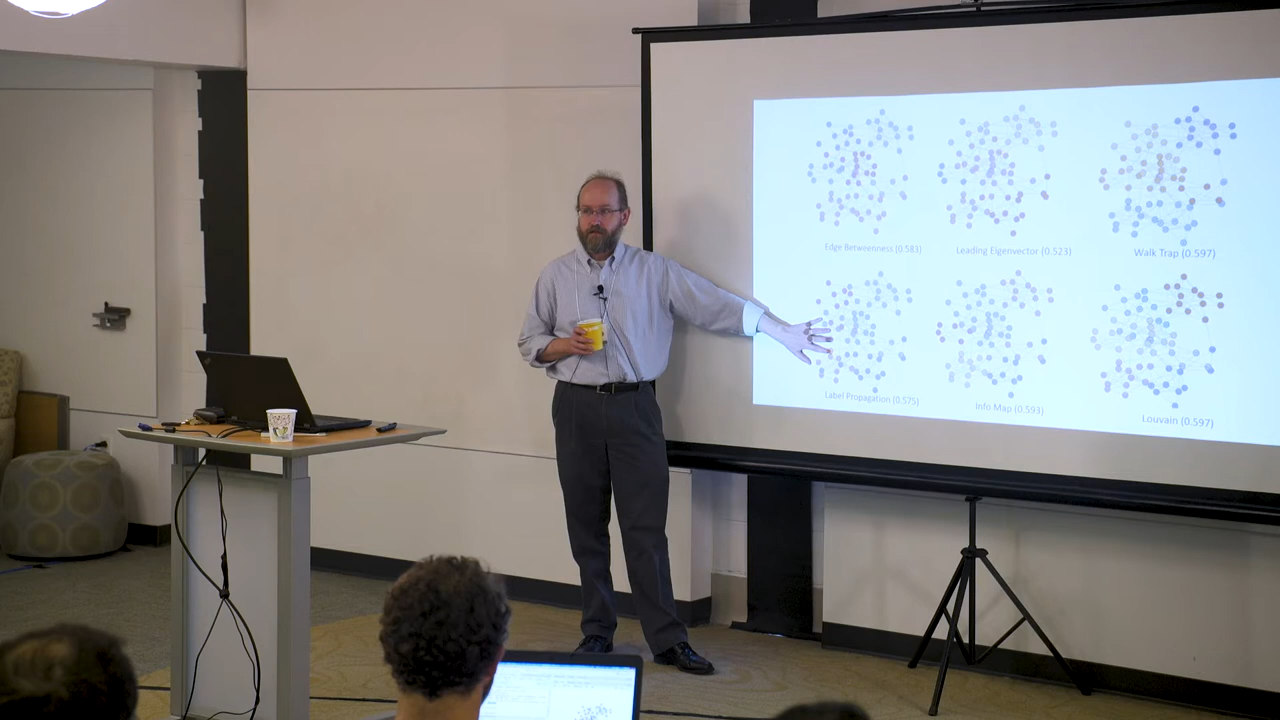 Edge Betweenness (0.583)
Leading Eigenvector (0.523)
Walk Trap (0.597)
Label Propagation (0.575)
Info Map (0.593)
Louvain (0.597)